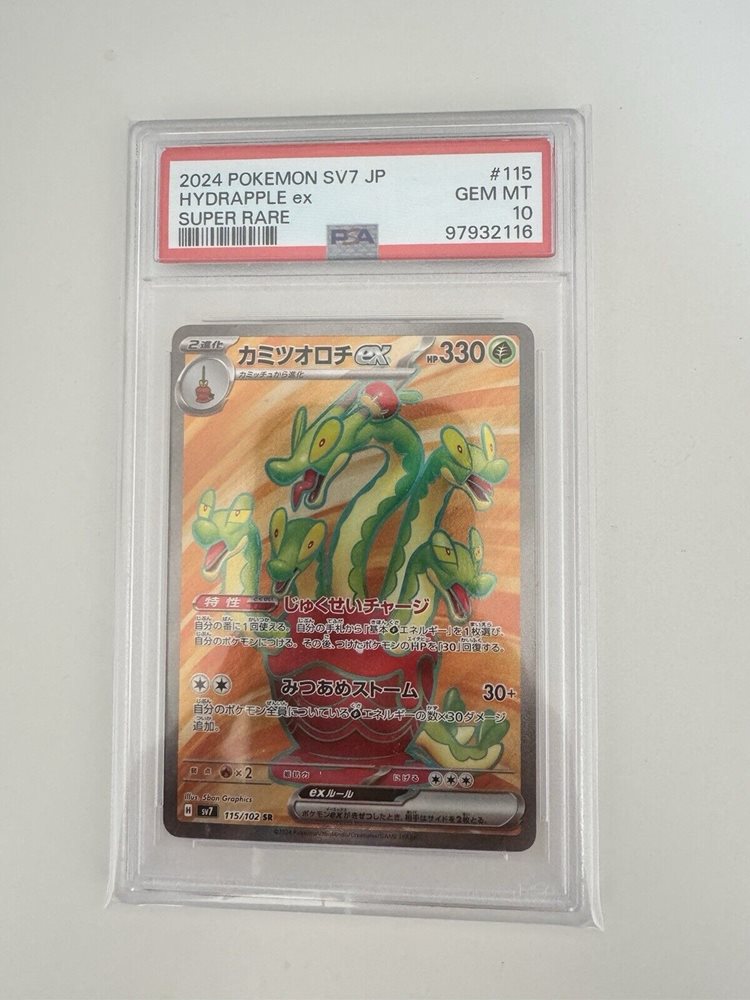 2024 POKEMON SV7 JP #115
HYDRAPPLE ex GEM MT
SUPER RARE 10
PSA 97932116
2進化 カミツオロチex HP330
カミッチュから進化
特性 じゅくせいチャージ
自分の番に1回使える。自分の手札から「基本エネルギー」を1枚選び、
自分のポケモンにつける。その後、つけたポケモンのHPを「30」回復する。
みつあめストーム 30+
自分のポケモン全員についているエネルギーの数×30ダメージ
追加。
弱点 ×2 抵抗力 にげる
exルール
ポケモンexがきぜつしたとき、相手はサイドを2枚とる。
Illus. 5ban Graphics
H SV7 115/102 SR